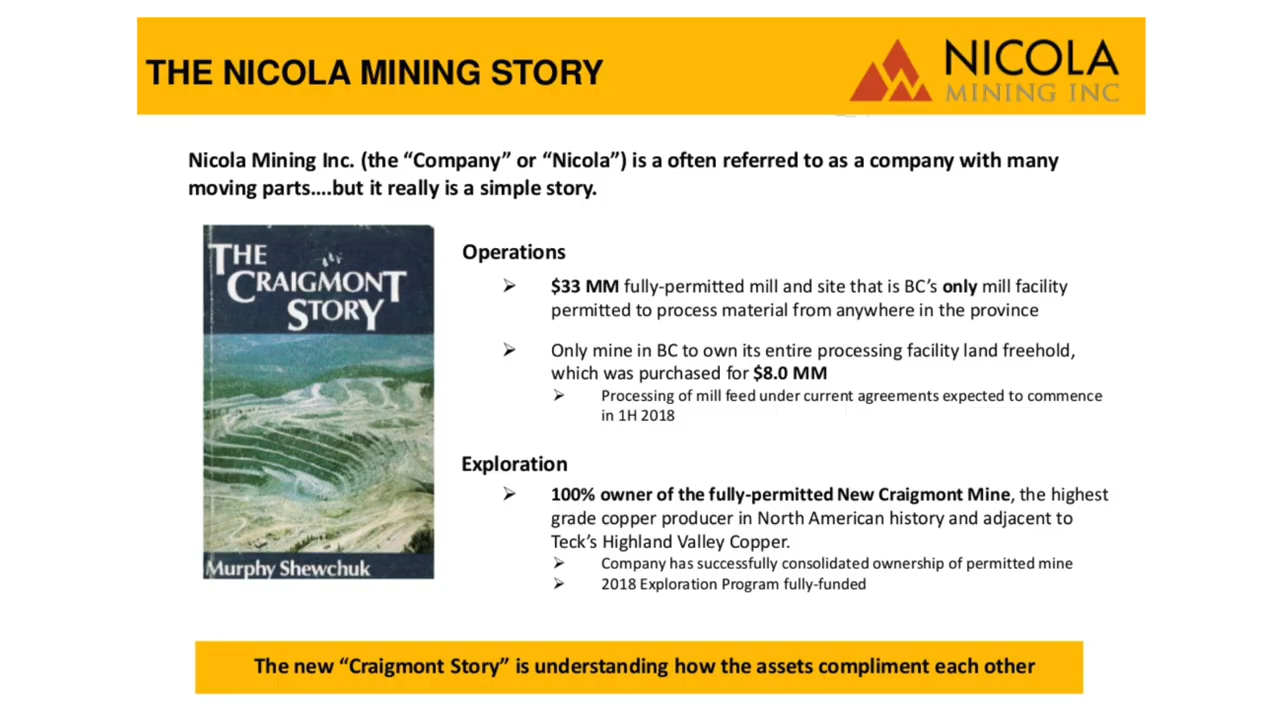 THE NICOLA MINING STORY
NICOLA
MINING INC
Nicola Mining Inc. (the “Company” or “Nicola”) is a often referred to as a company with many
moving parts….but it really is a simple story.
THE
CRAIGMONT
STORY
Murphy Shewchuk
Operations
➢ $33 MM fully-permitted mill and site that is BC’s only mill facility
permitted to process material from anywhere in the province
➢ Only mine in BC to own its entire processing facility land freehold,
which was purchased for $8.0 MM
➢ Processing of mill feed under current agreements expected to commence
in 1H 2018
Exploration
➢ 100% owner of the fully-permitted New Craigmont Mine, the highest
grade copper producer in North American history and adjacent to
Teck’s Highland Valley Copper.
➢ Company has successfully consolidated ownership of permitted mine
➢ 2018 Exploration Program fully-funded
The new “Craigmont Story” is understanding how the assets compliment each other